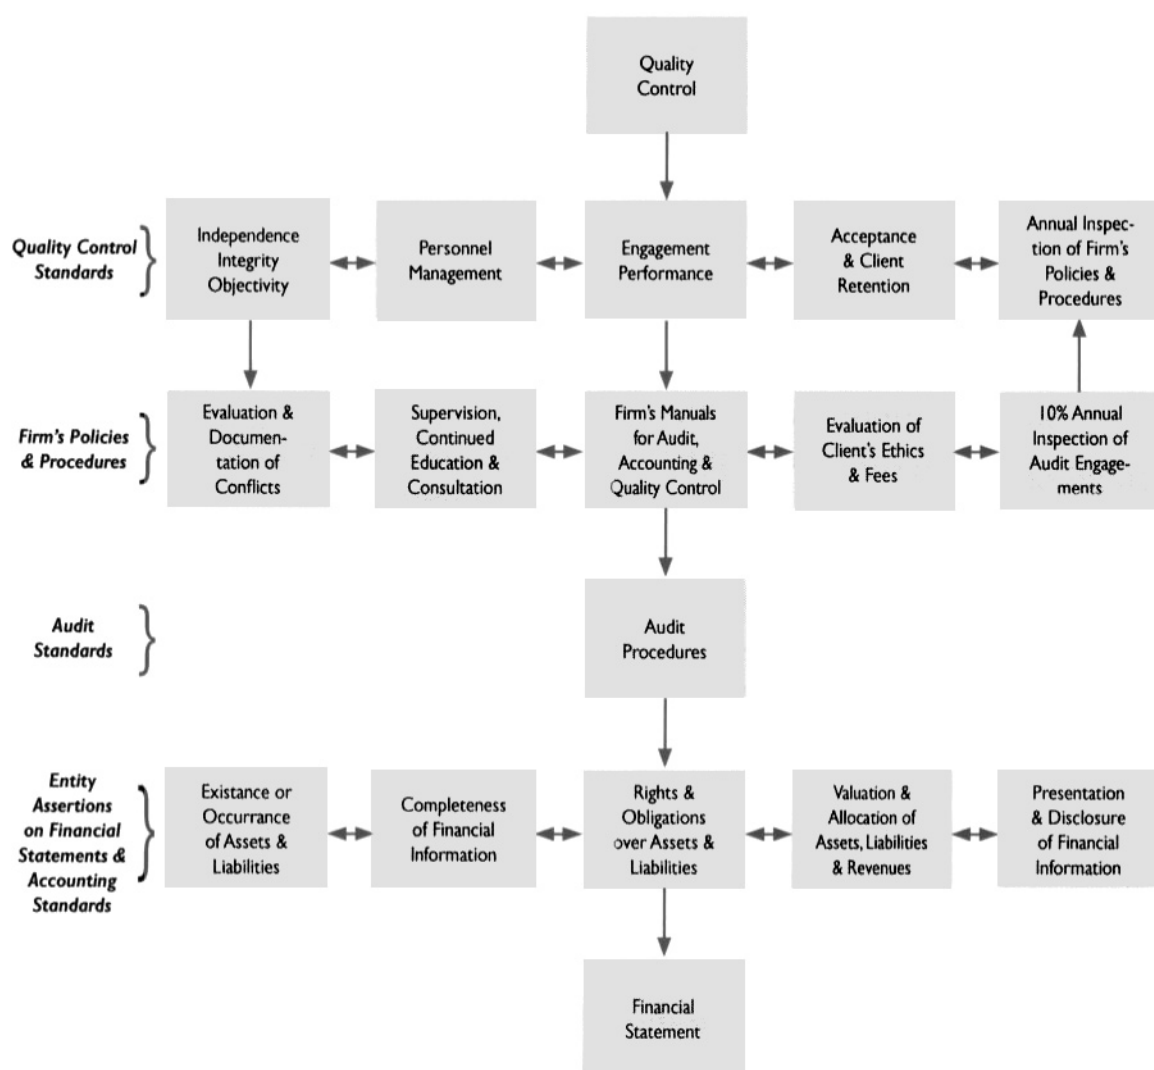 Quality
Control
Quality Control
Standards
Independence
Integrity
Objectivity
Personnel
Management
Engagement
Performance
Acceptance
& Client
Retention
Annual Inspec-
tion of Firm's
Policies &
Procedures
Firm's Policies
& Procedures
Evaluation &
Documen-
tation of
Conflicts
Supervision,
Continued
Education &
Consultation
Firm's Manuals
for Audit,
Accounting &
Quality Control
Evaluation of
Client's Ethics
& Fees
10% Annual
Inspection of
Audit Engage-
ments
Audit
Standards
Audit
Procedures
Entity
Assertions
on Financial
Statements &
Accounting
Standards
Existance or
Occurrance
of Assets &
Liabilities
Completeness
of Financial
Information
Rights &
Obligations
over Assets &
Liabilities
Valuation &
Allocation of
Assets, Liabilities
& Revenues
Presentation
& Disclosure
of Financial
Information
Financial
Statement